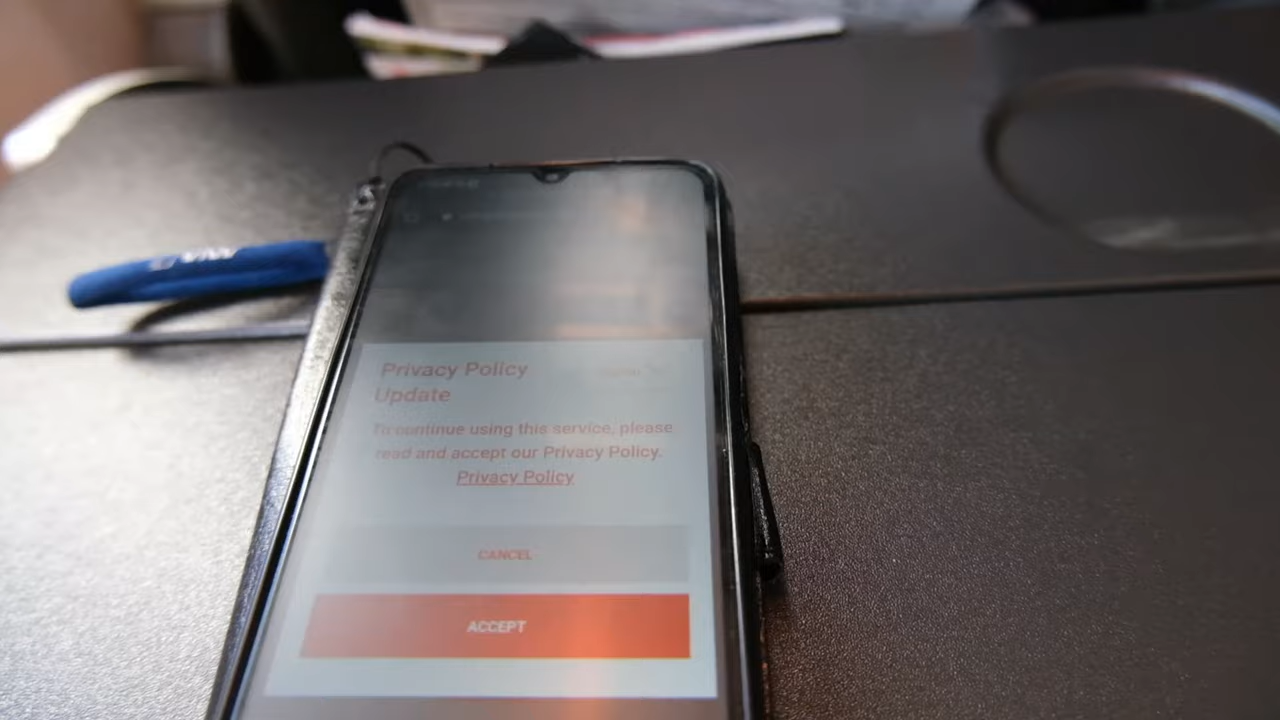 Privacy Policy
Update
To continue using this service, please
read and accept our Privacy Policy.
Privacy Policy
CANCEL
ACCEPT